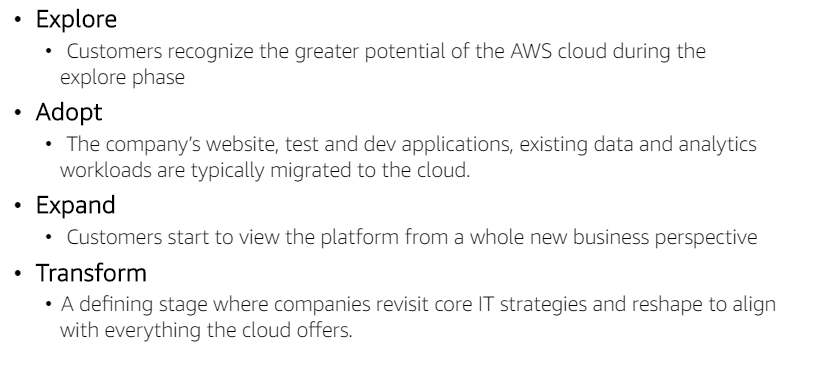 • Explore
• Customers recognize the greater potential of the AWS cloud during the
explore phase
• Adopt
• The company's website, test and dev applications, existing data and analytics
workloads are typically migrated to the cloud.
• Expand
• Customers start to view the platform from a whole new business perspective
• Transform
• A defining stage where companies revisit core IT strategies and reshape to align
with everything the cloud offers.